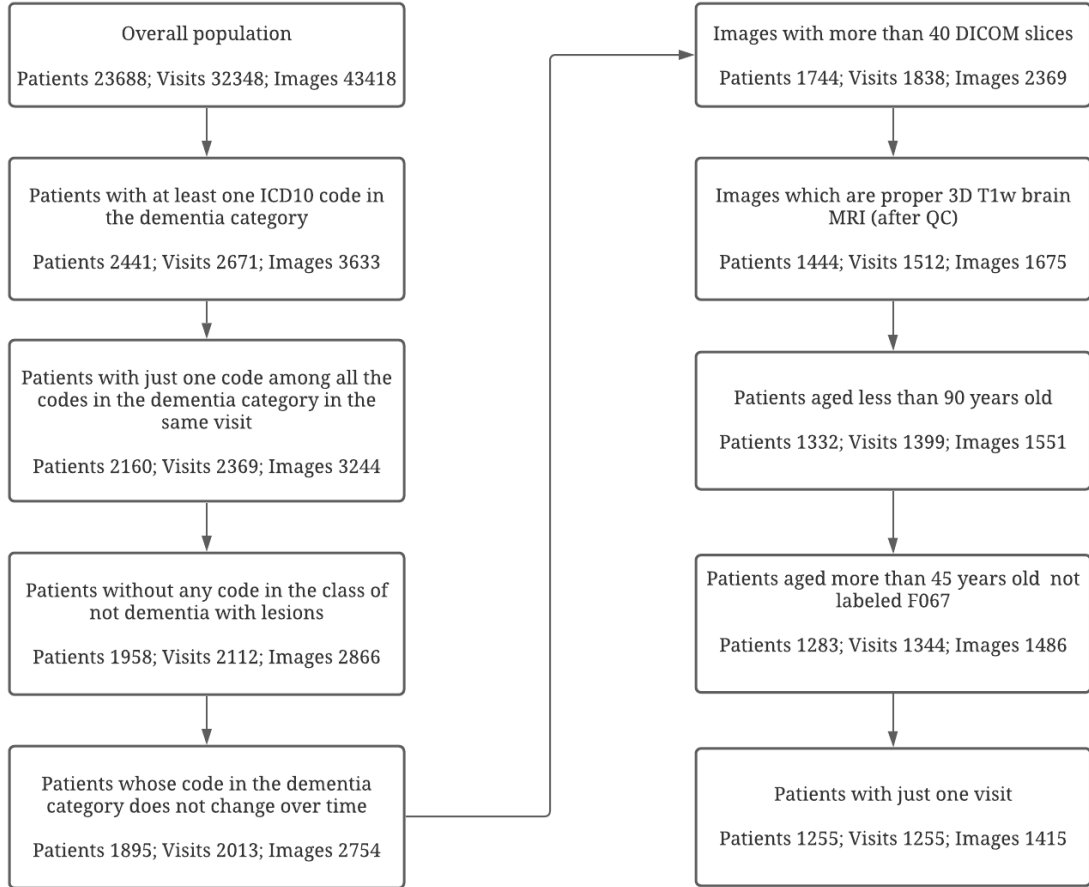 Overall population
Patients 23688; Visits 32348; Images 43418
Patients with at least one ICD10 code in
the dementia category
Patients 2441; Visits 2671; Images 3633
Patients with just one code among all the
codes in the dementia category in the
same visit
Patients 2160; Visits 2369; Images 3244
Patients without any code in the class of
not dementia with lesions
Patients 1958; Visits 2112; Images 2866
Patients whose code in the dementia
category does not change over time
Patients 1895; Visits 2013; Images 2754
Images with more than 40 DICOM slices
Patients 1744; Visits 1838; Images 2369
Images which are proper 3D T1w brain
MRI (after QC)
Patients 1444; Visits 1512; Images 1675
Patients aged less than 90 years old
Patients 1332; Visits 1399; Images 1551
Patients aged more than 45 years old  not
labeled F067
Patients 1283; Visits 1344; Images 1486
Patients with just one visit
Patients 1255; Visits 1255; Images 1415